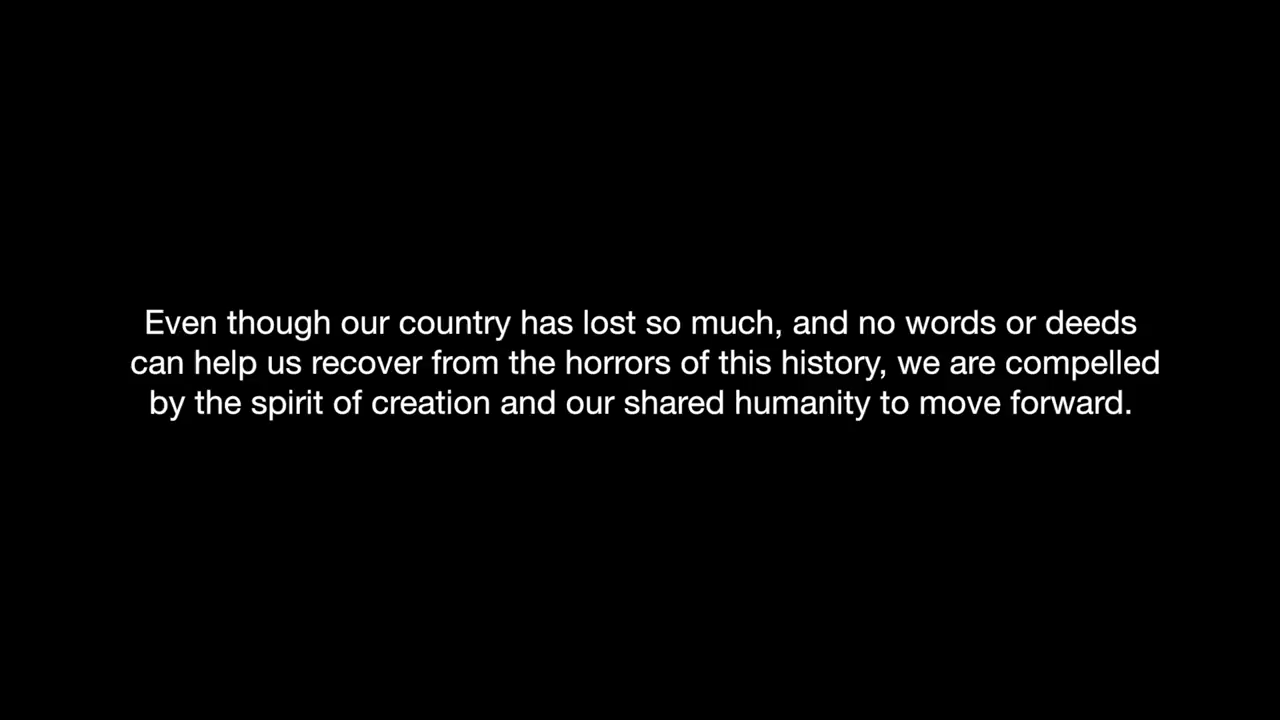 Even though our country has lost so much, and no words or deeds
can help us recover from the horrors of this history, we are compelled
by the spirit of creation and our shared humanity to move forward.